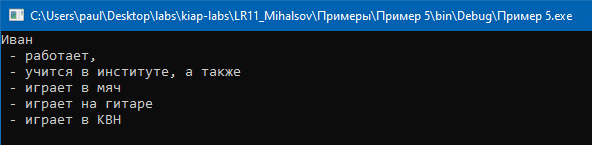 C:\Users\paul\Desktop\labs\kiap-labs\LR11_Mihalsov\Примеры\Пример 5\bin\Debug\Пример 5.exe
Иван
- работает,
- учится в институте, а также
- играет в мяч
- играет на гитаре
- играет в КВН